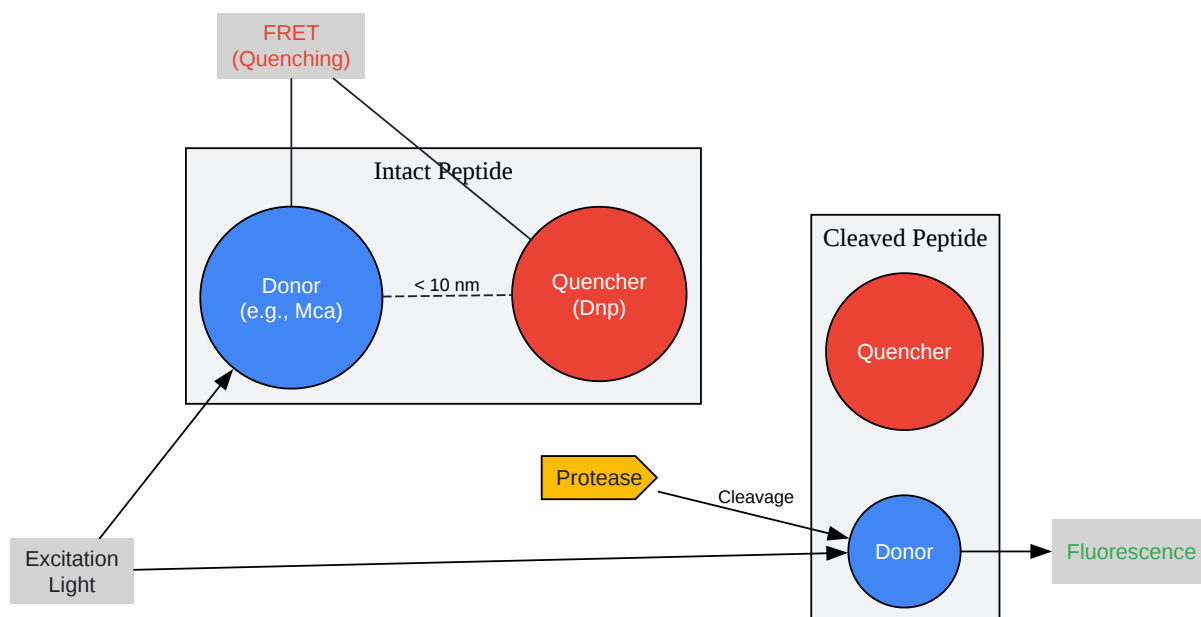 FRET
(Quenching)
Intact Peptide
Donor
(e.g., Mca)
< 10 nm
Quencher
(Dnp)
Cleaved Peptide
Quencher
Protease
Cleavage
Donor
Fluorescence
Excitation
Light